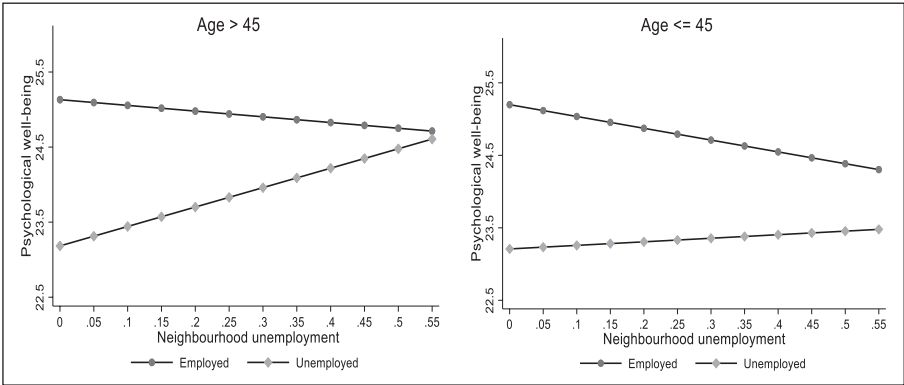 Age > 45
Psychological well-being
25.5
24.5
23.5
22.5
0 .05 .1 .15 .2 .25 .3 .35 .4 .45 .5 .55
Neighbourhood unemployment
Employed Unemployed
Age <= 45
Psychological well-being
25.5
24.5
23.5
22.5
0 .05 .1 .15 .2 .25 .3 .35 .4 .45 .5 .55
Neighbourhood unemployment
Employed Unemployed